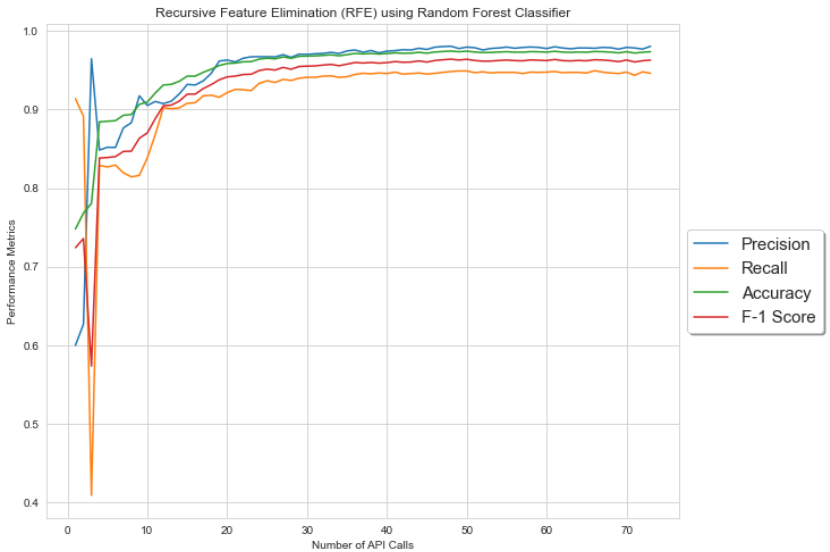 Recursive Feature Elimination (RFE) using Random Forest Classifier
1.0
0.9
0.8
0.7
0.6
0.5
0.4
Performance Metrics
0 10 20 30 40 50 60 70
Number of API Calls
Precision
Recall
Accuracy
F-1 Score